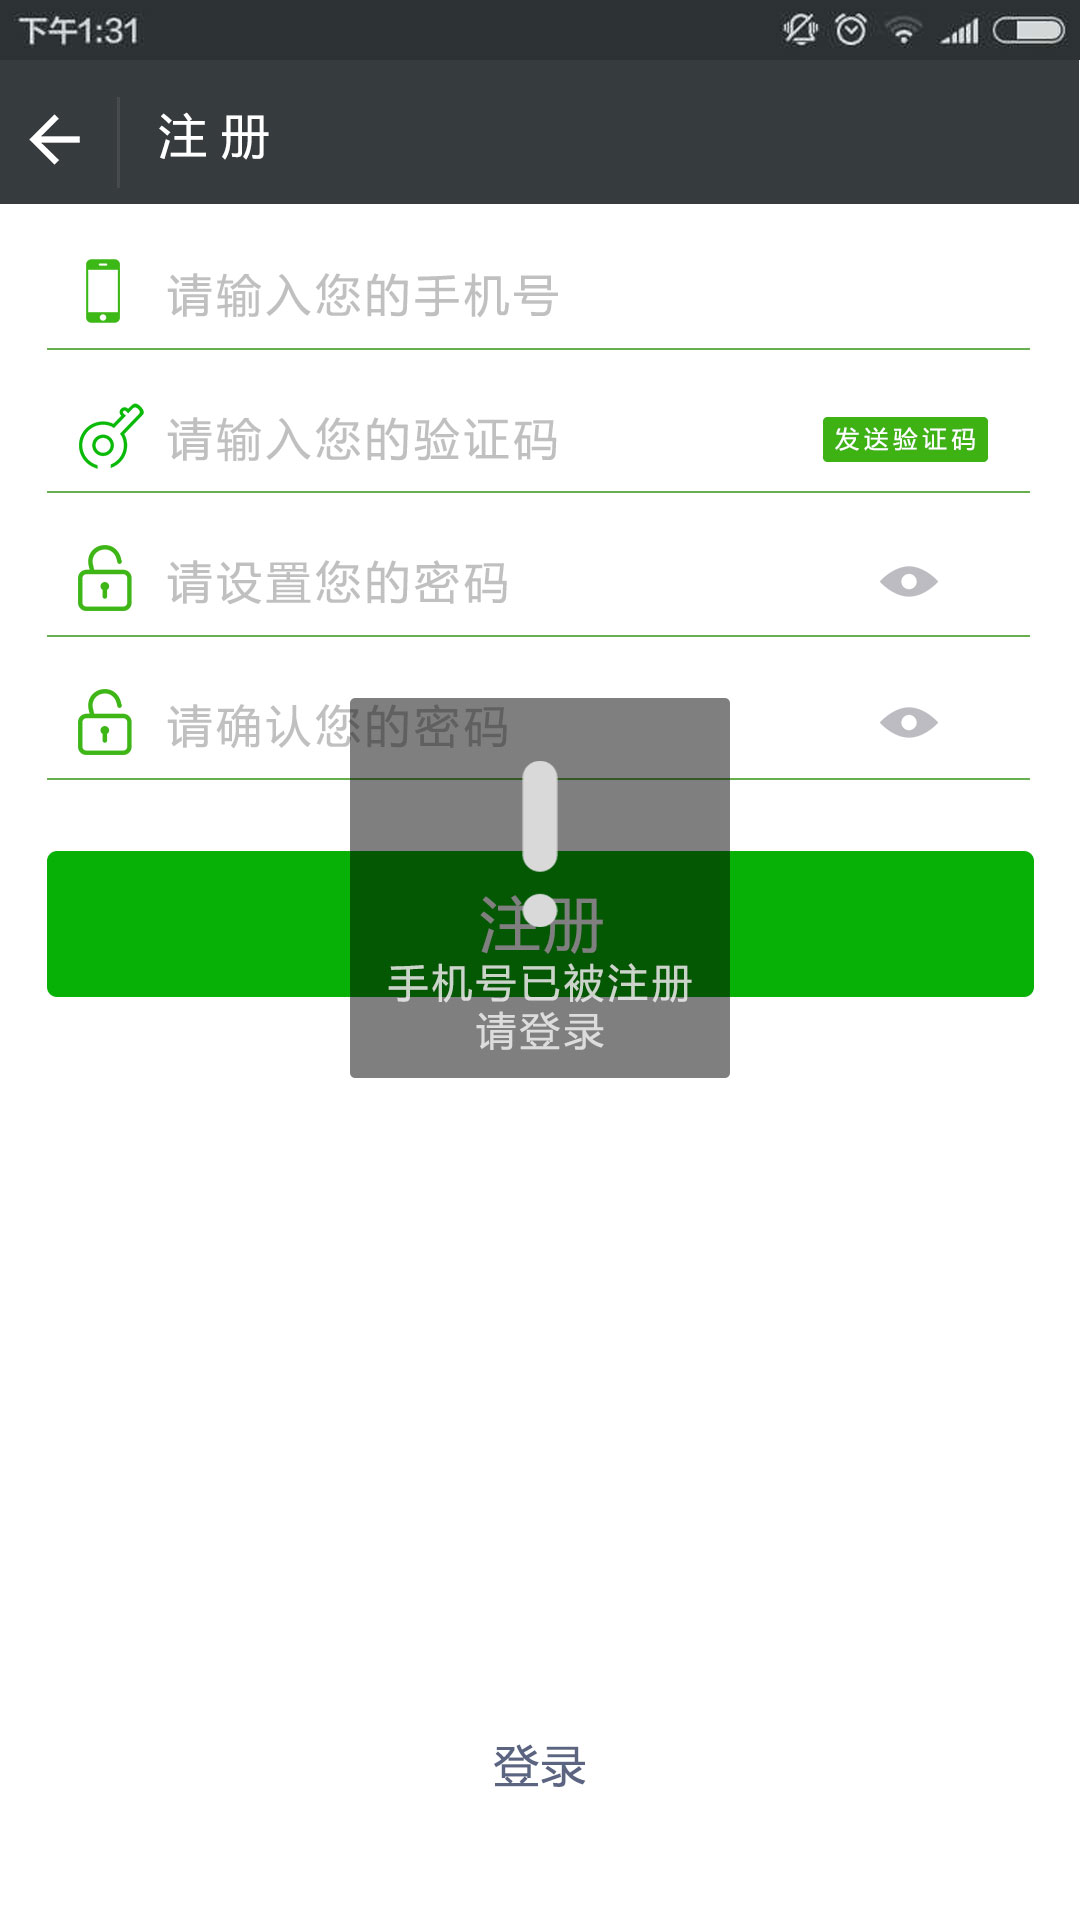 下午1:31
注册
请输入您的手机号
请输入您的验证码
发送验证码
请设置您的密码
请确认您的密码
注册
手机号已被注册
请登录
登录